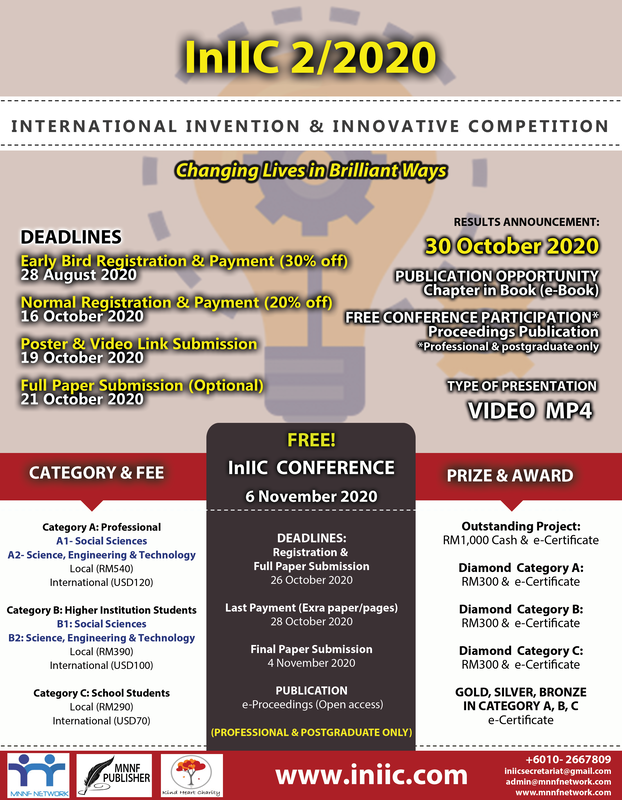 InIIC 2/2020
INTERNATIONAL INVENTION & INNOVATIVE COMPETITION
Changing Lives in Brilliant Ways
DEADLINES
Early Bird Registration & Payment (30% off)
28 August 2020
Normal Registration & Payment (20% off)
16 October 2020
Poster & Video Link Submission
19 October 2020
Full Paper Submission (Optional)
21 October 2020
RESULTS ANNOUNCEMENT:
30 October 2020
PUBLICATION OPPORTUNITY
Chapter in Book (e-Book)
FREE CONFERENCE PARTICIPATION*
Proceedings Publication
*Professional & postgraduate only
TYPE OF PRESENTATION
VIDEO MP4
CATEGORY & FEE
Category A: Professional
A1- Social Sciences
A2- Science, Engineering & Technology
Local (RM540)
International (USD120)
Category B: Higher Institution Students
B1: Social Sciences
B2: Science, Engineering & Technology
Local (RM390)
International (USD100)
Category C: School Students
Local (RM290)
International (USD70)
FREE!
InIIC CONFERENCE
6 November 2020
DEADLINES:
Registration &
Full Paper Submission
26 October 2020
Last Payment (Exra paper/pages)
28 October 2020
Final Paper Submission
4 November 2020
PUBLICATION
e-Proceedings (Open access)
(PROFESSIONAL & POSTGRADUATE ONLY)
PRIZE & AWARD
Outstanding Project:
RM1,000 Cash & e-Certificate
Diamond Category A:
RM300 & e-Certificate
Diamond Category B:
RM300 & e-Certificate
Diamond Category C:
RM300 & e-Certificate
GOLD, SILVER, BRONZE
IN CATEGORY A, B, C
e-Certificate
MNNF NETWORK
MNNF
PUBLISHER
Kind Heart Charity
www.iniic.com
+6010- 2667809
iniicsecretariat@gmail.com
admin@mnnfnetwork.com
www.mnnfnetwork.com